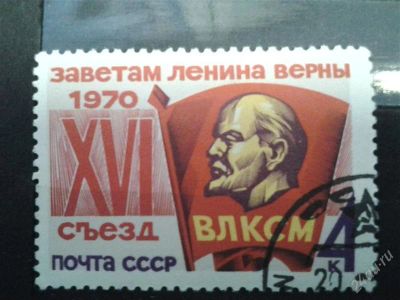 заветам ленина верны
1970
XVI
съезд
ВЛКСМ
4
к
почта ссср